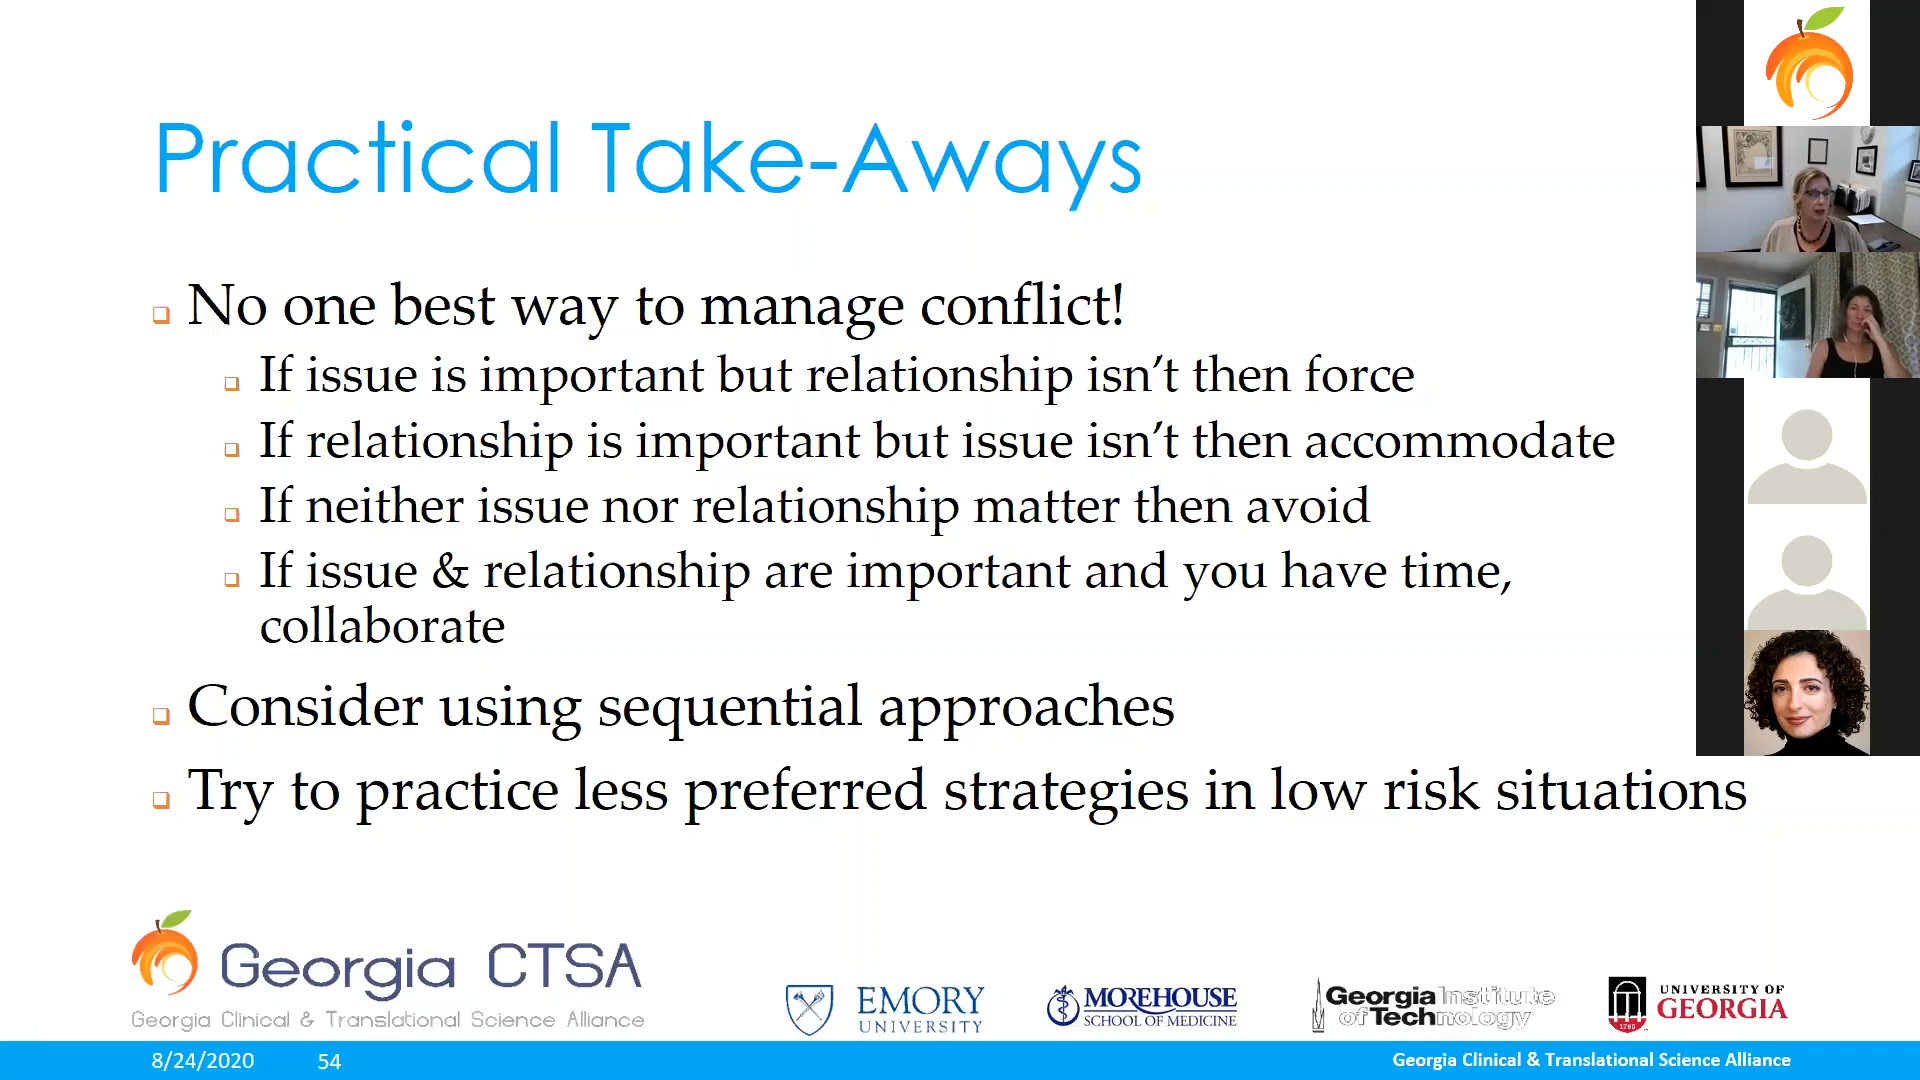 Practical Take-Aways
No one best way to manage conflict!
If issue is important but relationship isn’t then force
If relationship is important but issue isn’t then accommodate
If neither issue nor relationship matter then avoid
If issue & relationship are important and you have time,
collaborate
Consider using sequential approaches
Try to practice less preferred strategies in low risk situations
Georgia CTSA
Georgia Clinical & Translational Science Alliance
EMORY
UNIVERSITY
MOREHOUSE
SCHOOL OF MEDICINE
Georgia Institute
of Technology
1785
UNIVERSITY OF
GEORGIA
8/24/2020 54 Georgia Clinical & Translational Science Alliance